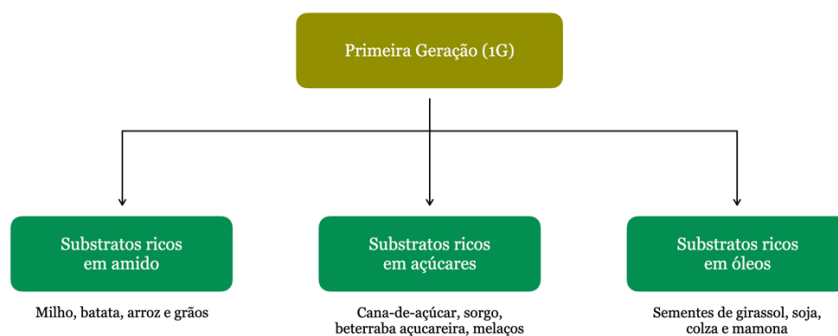 Primeira Geração (1G)
Substratos ricos
em amido
Milho, batata, arroz e grãos
Substratos ricos
em açúcares
Cana-de-açúcar, sorgo,
beterraba açucareira, melaços
Substratos ricos
em óleos
Sementes de girassol, soja,
colza e mamona